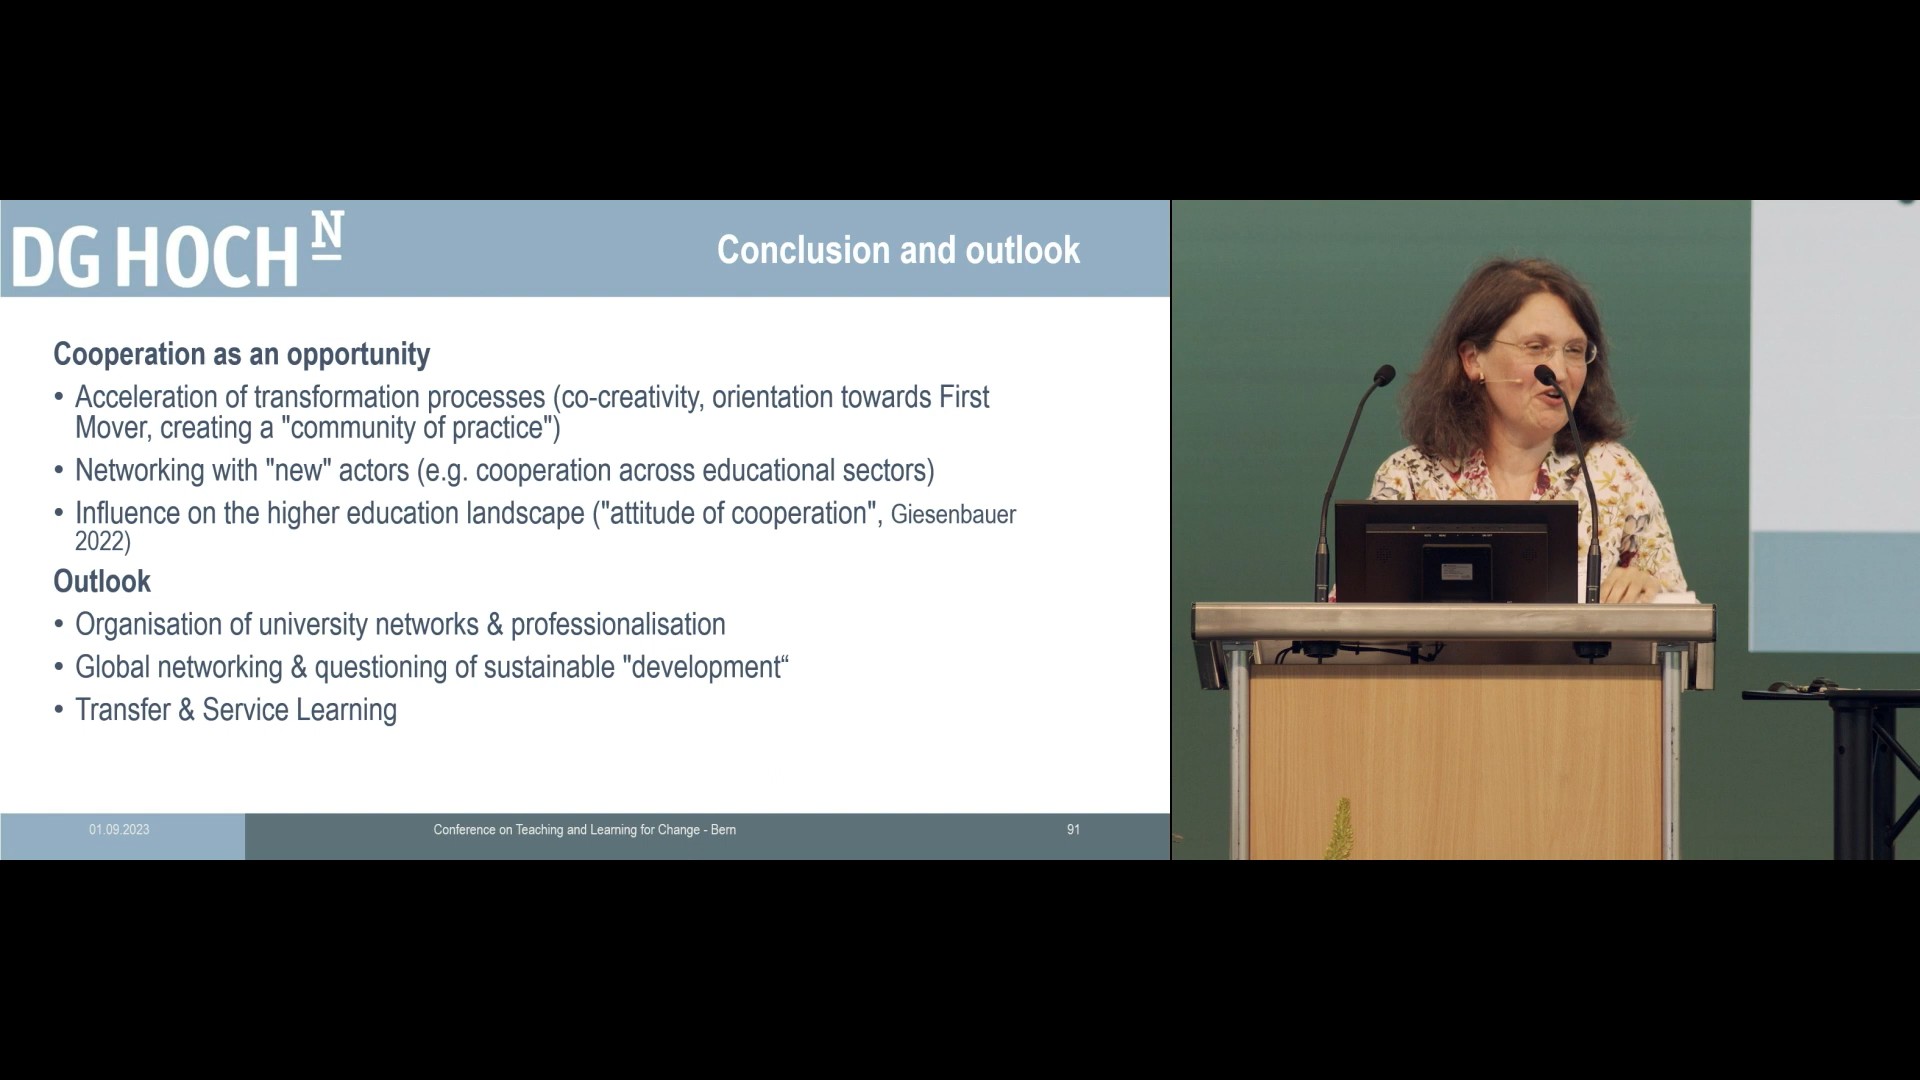 DG HOCH N
Conclusion and outlook
Cooperation as an opportunity
• Acceleration of transformation processes (co-creativity, orientation towards First
Mover, creating a "community of practice")
• Networking with "new" actors (e.g. cooperation across educational sectors)
• Influence on the higher education landscape ("attitude of cooperation", Giesenbauer
2022)
Outlook
• Organisation of university networks & professionalisation
• Global networking & questioning of sustainable "development“
• Transfer & Service Learning
01.09.2023
Conference on Teaching and Learning for Change - Bern
91